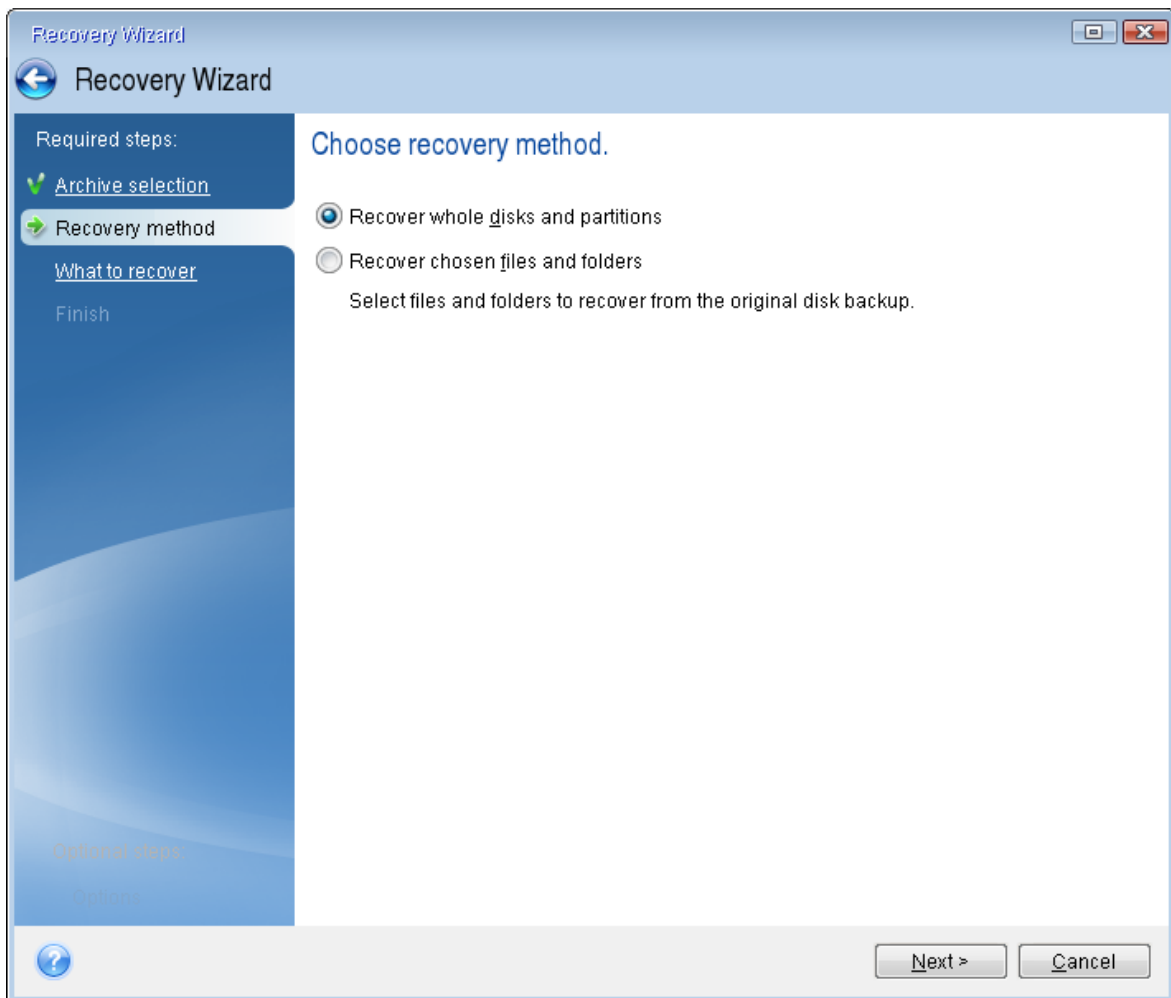 Recovery Wizard
Recovery Wizard
Required steps:
Archive selection
Recovery method
What to recover
Finish
Optional steps:
Options
Choose recovery method.
Recover whole disks and partitions
Recover chosen files and folders
Select files and folders to recover from the original disk backup.
?
Next >
Cancel